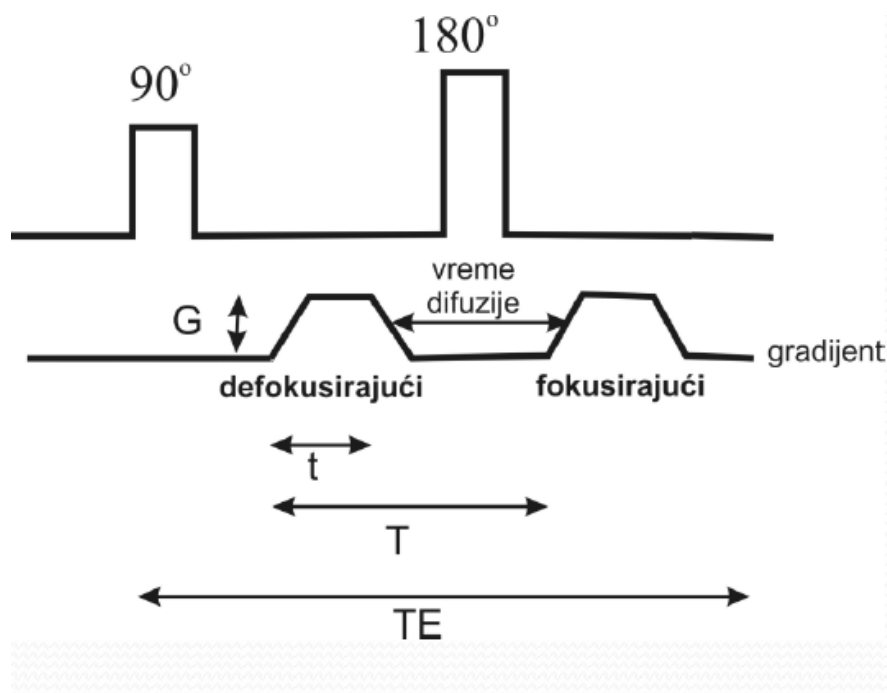 90°
180°
vreme
difuzije
G
gradijent
defokusirajući
fokusirajući
t
T
TE